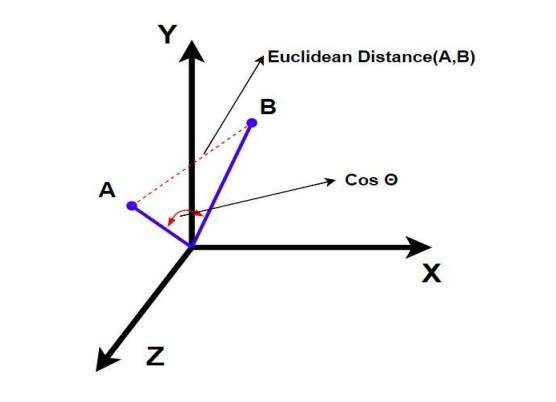 Y
Euclidean Distance(A,B)
B
A
Cos Θ
X
Z